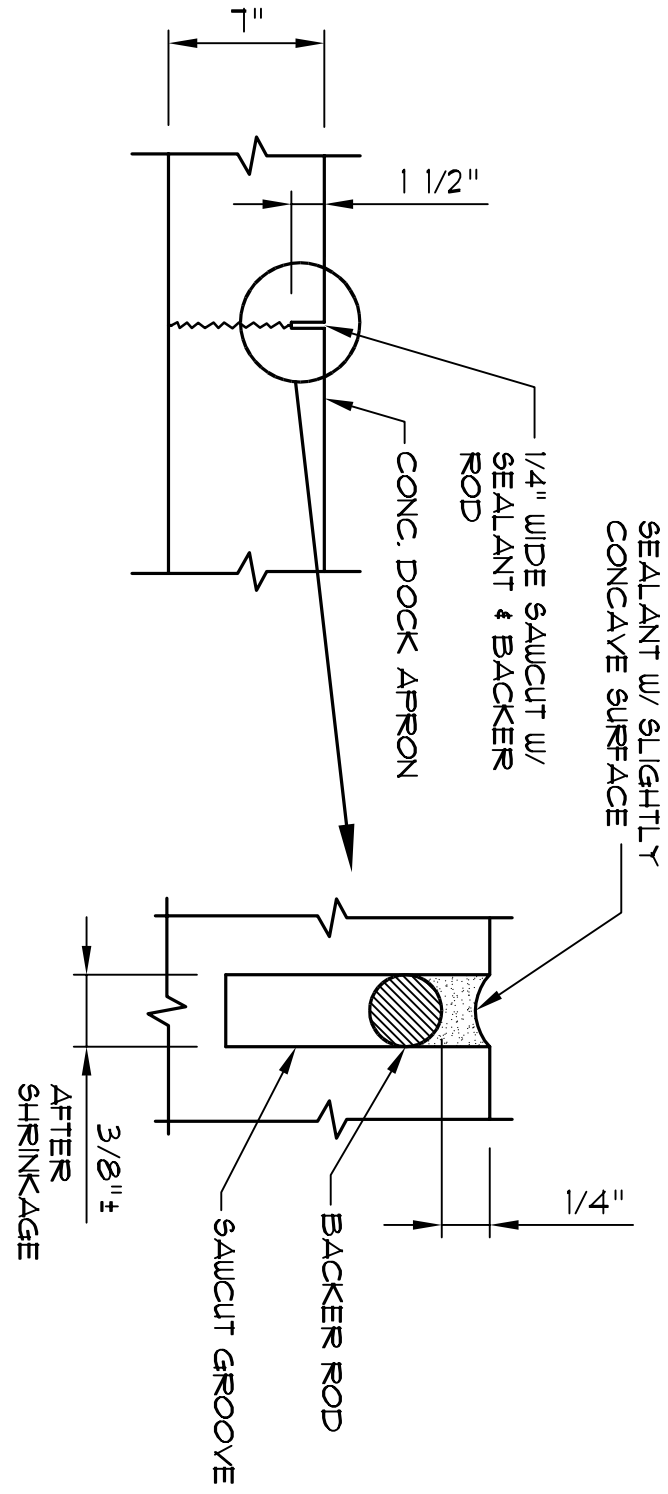 7"
1 1/2"
1/4" WIDE SAWCUT W/
SEALANT & BACKER
ROD
CONC. DOCK APRON
SEALANT W/ SLIGHTLY
CONCAVE SURFACE
1/4"
BACKER ROD
SAWCUT GROOVE
3/8"±
AFTER
SHRINKAGE